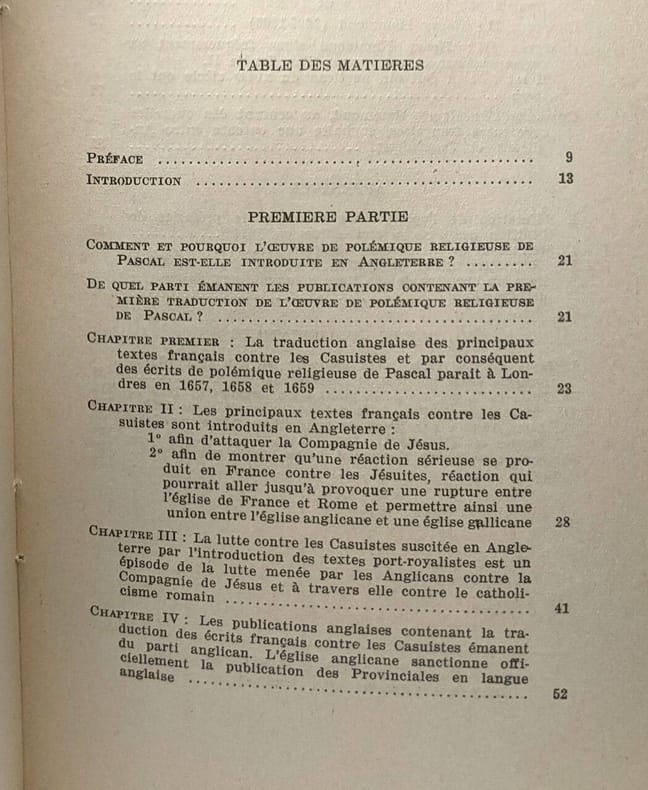 TABLE DES MATIERES
PRÉFACE ................................................ 9
INTRODUCTION ........................................... 13
PREMIERE PARTIE
COMMENT ET POURQUOI L'ŒUVRE DE POLÉMIQUE RELIGIEUSE DE
PASCAL EST-ELLE INTRODUITE EN ANGLETERRE ? ......... 21
DE QUEL PARTI ÉMANENT LES PUBLICATIONS CONTENANT LA PRE-
MIÈRE TRADUCTION DE L'ŒUVRE DE POLÉMIQUE RELIGIEUSE
DE PASCAL ? ........................................ 21
CHAPITRE PREMIER : La traduction anglaise des principaux
textes français contre les Casuistes et par conséquent
des écrits de polémique religieuse de Pascal parait à Lon-
dres en 1657, 1658 et 1659 .......................... 23
CHAPITRE II : Les principaux textes français contre les Ca-
suistes sont introduits en Angleterre :
1° afin d'attaquer la Compagnie de Jésus.
2° afin de montrer qu'une réaction sérieuse se pro-
duit en France contre les Jésuites, réaction qui
pourrait aller jusqu'à provoquer une rupture entre
l'église de France et Rome et permettre ainsi une
union entre l'église anglicane et une église gallicane 28
CHAPITRE III : La lutte contre les Casuistes suscitée en Angle-
terre par l'introduction des textes port-royalistes est un
épisode de la lutte menée par les Anglicans contre la
Compagnie de Jésus et à travers elle contre le catholi-
cisme romain ....................................... 41
CHAPITRE IV : Les publications anglaises contenant la tra-
duction des écrits français contre les Casuistes émanent
du parti anglican. L'église anglicane sanctionne offi-
ciellement la publication des Provinciales en langue
anglaise ........................................... 52